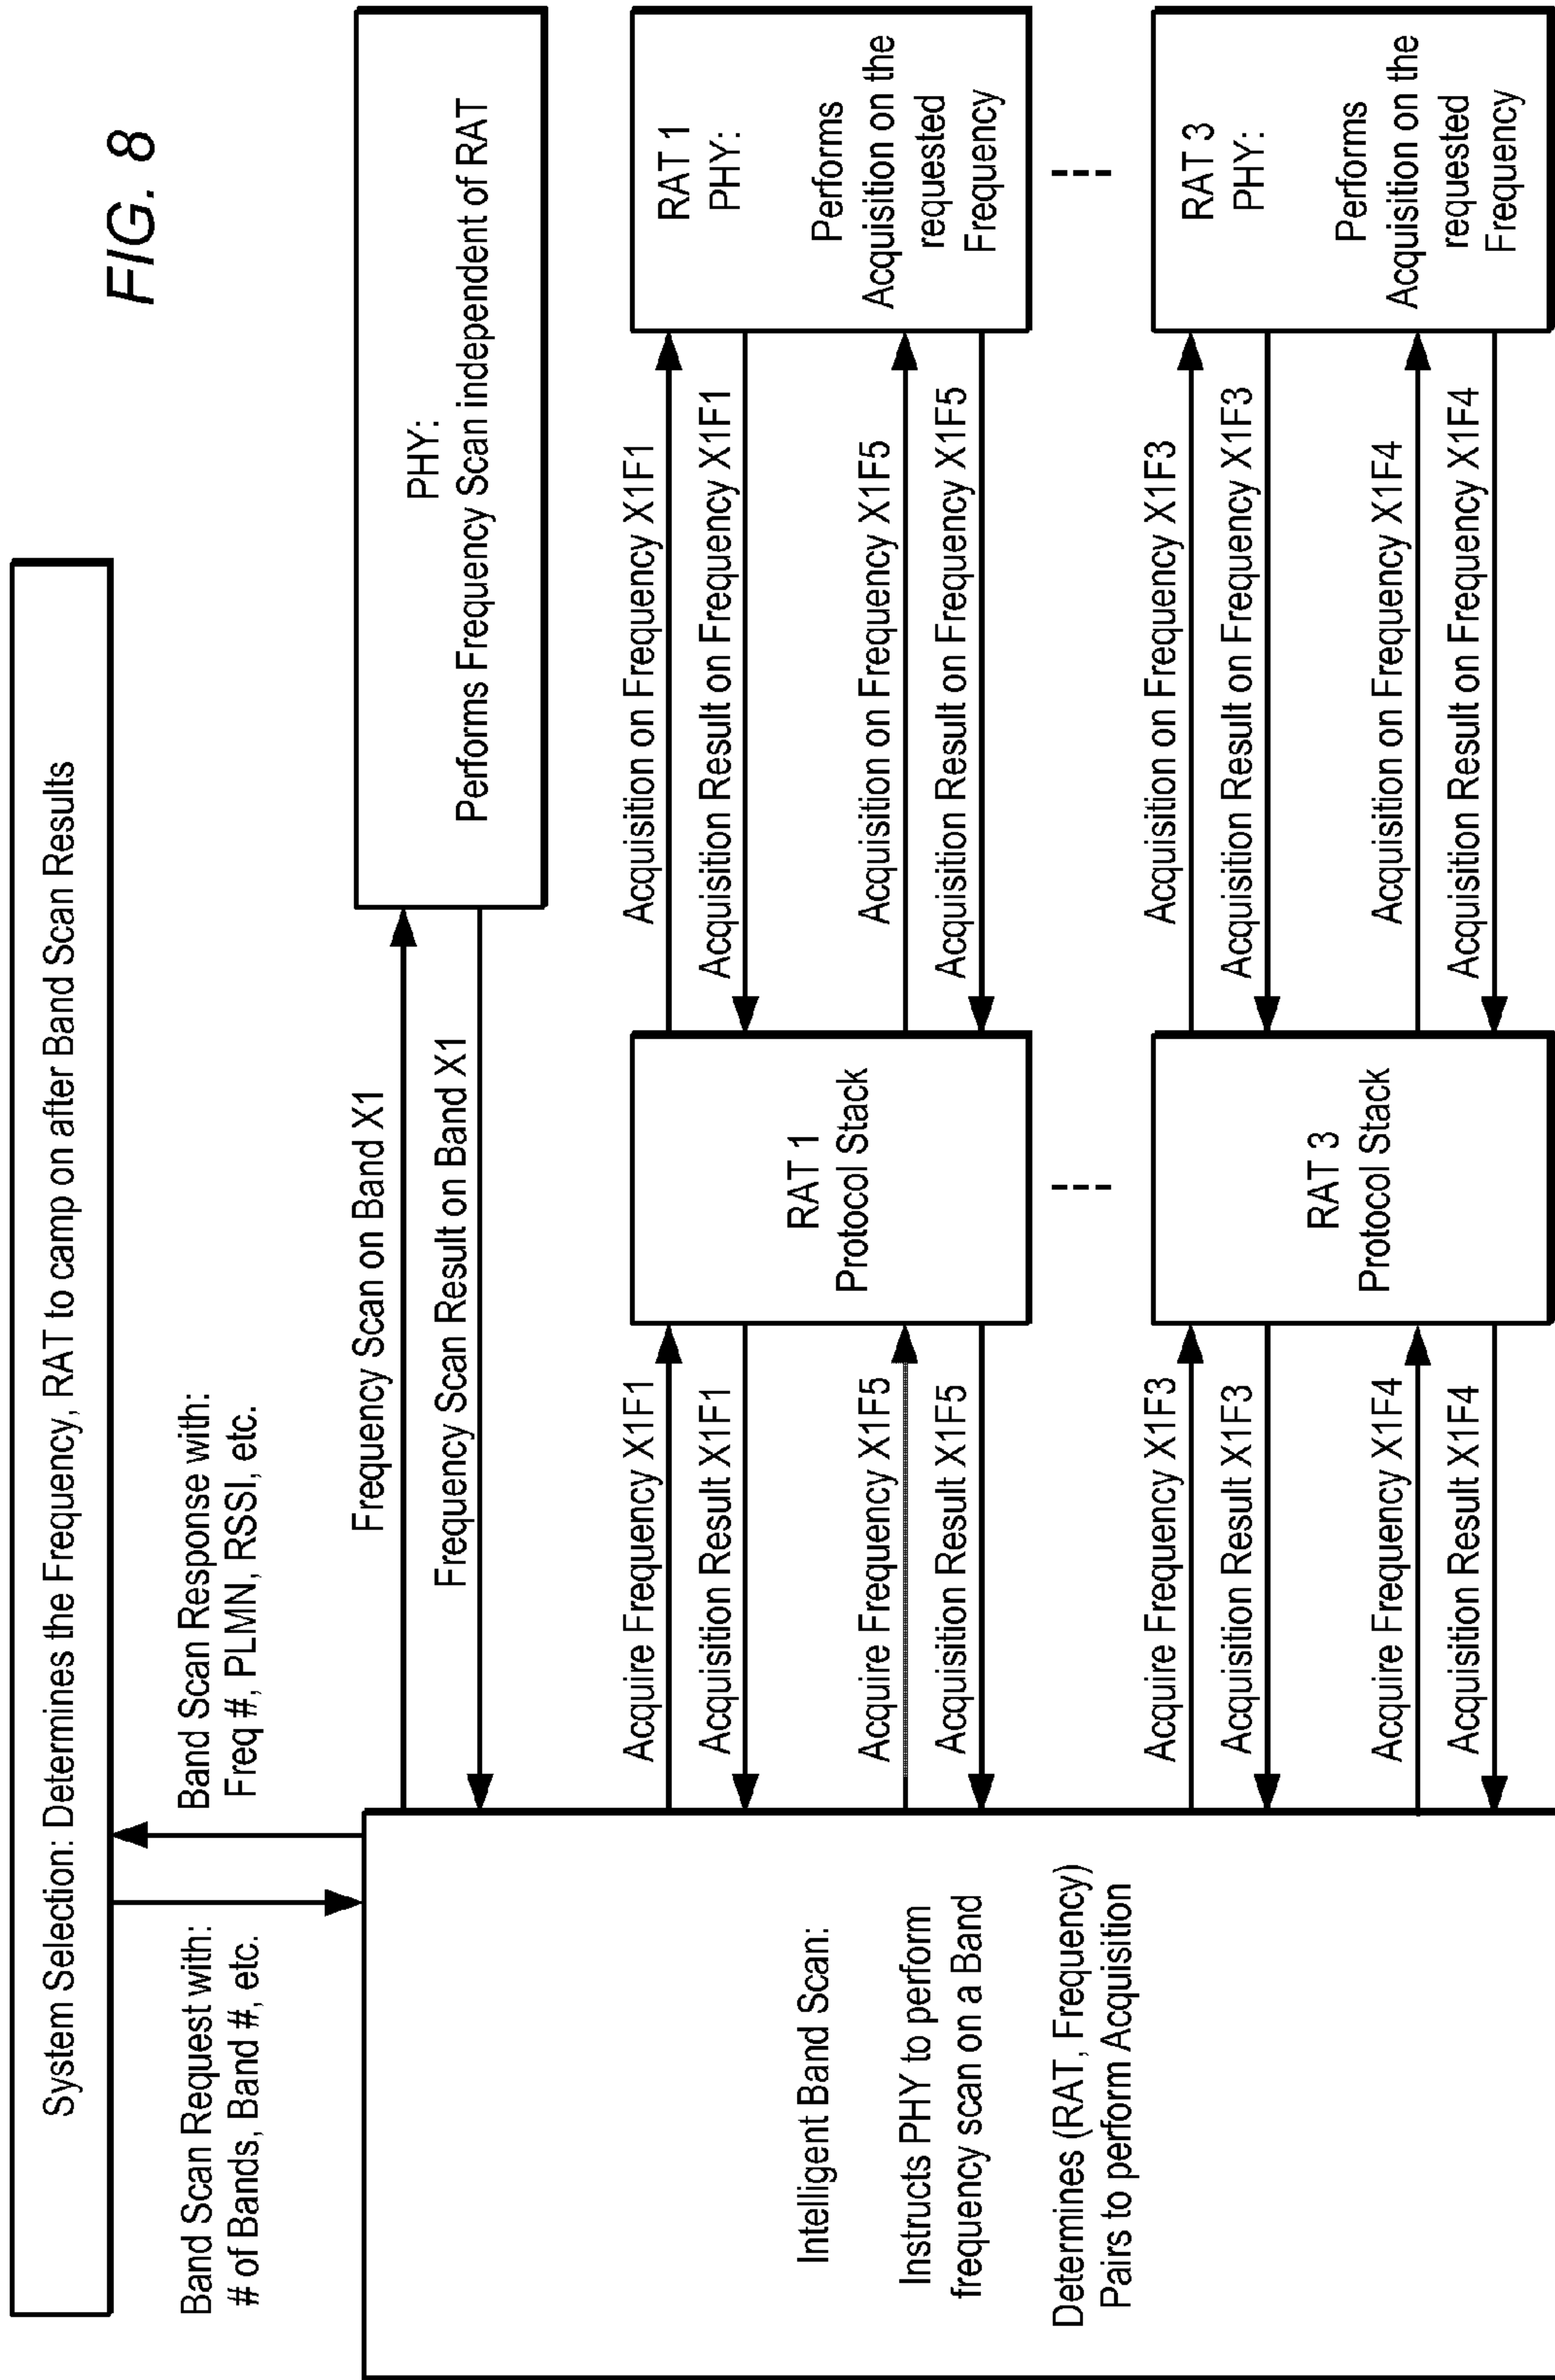 FIG. 8
System Selection: Determines the Frequency, RAT to camp on after Band Scan Results
Band Scan Request with:
# of Bands, Band #, etc.
Band Scan Response with:
Freq #, PLMN, RSSI, etc.
Intelligent Band Scan:
Instructs PHY to perform
frequency scan on a Band
Determines (RAT, Frequency)
Pairs to perform Acquisition
Frequency Scan on Band X1
Frequency Scan Result on Band X1
PHY:
Performs Frequency Scan independent of RAT
Acquire Frequency X1F1
Acquisition Result X1F1
Acquire Frequency X1F5
Acquisition Result X1F5
RAT 1
Protocol Stack
Acquisition on Frequency X1F1
Acquisition Result on Frequency X1F1
Acquisition on Frequency X1F5
Acquisition Result on Frequency X1F5
RAT 1
PHY:
Performs
Acquisition on the
requested
Frequency
Acquire Frequency X1F3
Acquisition Result X1F3
Acquire Frequency X1F4
Acquisition Result X1F4
RAT 3
Protocol Stack
Acquisition on Frequency X1F3
Acquisition Result on Frequency X1F3
Acquisition on Frequency X1F4
Acquisition Result on Frequency X1F4
RAT 3
PHY:
Performs
Acquisition on the
requested
Frequency